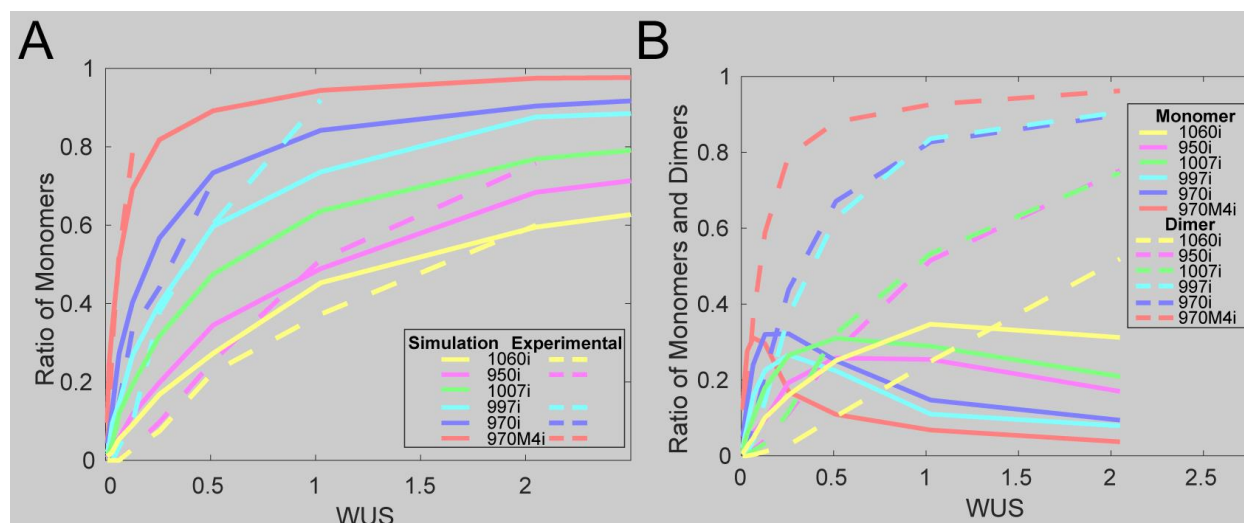 A
Ratio of Monomers
1
0.8
0.6
0.4
0.2
0
0 0.5 1 1.5 2
WUS
Simulation Experimental
1060i
950i
1007i
997i
970i
970M4i
B
Ratio of Monomers and Dimers
1
0.8
0.6
0.4
0.2
0
0 0.5 1 1.5 2 2.5
WUS
Monomer
1060i
950i
1007i
997i
970i
970M4i
Dimer
1060i
950i
1007i
997i
970i
970M4i